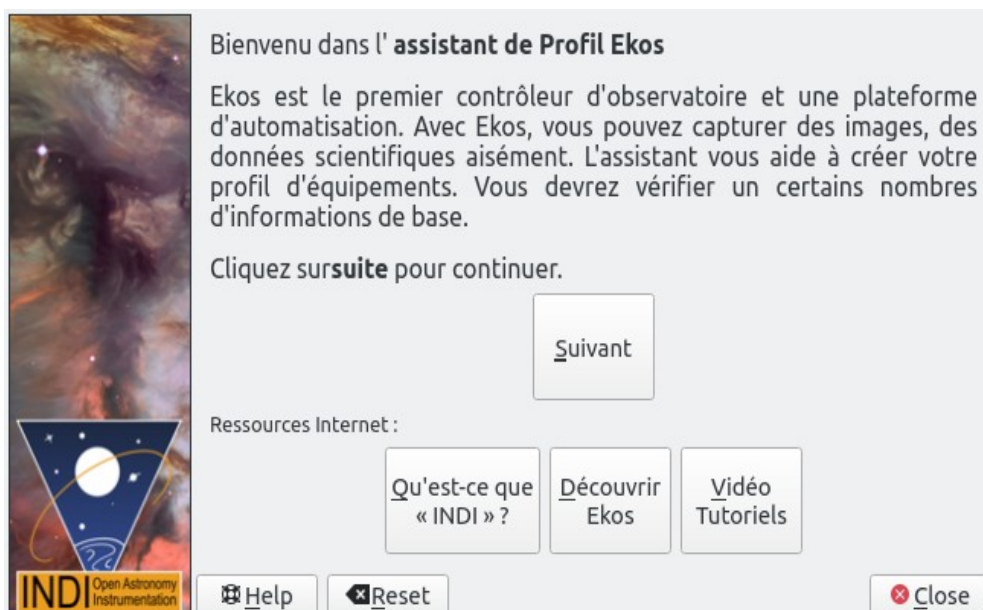 Bienvenu dans l' assistant de Profil Ekos
Ekos est le premier contrôleur d'observatoire et une plateforme
d'automatisation. Avec Ekos, vous pouvez capturer des images, des
données scientifiques aisément. L'assistant vous aide à créer votre
profil d'équipements. Vous devrez vérifier un certains nombres
d'informations de base.
Cliquez sursuite pour continuer.
Suivant
Ressources Internet :
Qu'est-ce que
« INDI » ?
Découvrir
Ekos
Vidéo
Tutoriels
INDI
Open Astronomy
Instrumentation
Help
Reset
Close